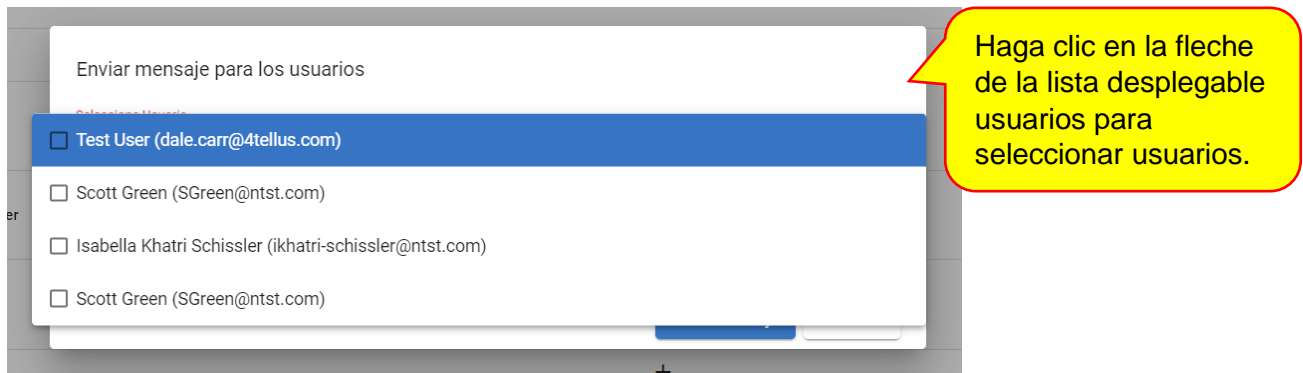 Enviar mensaje para los usuarios
Haga clic en la fleche
de la lista desplegable
usuarios para
seleccionar usuarios.
Test User (dale.carr@4tellus.com)
Scott Green (SGreen@ntst.com)
er
Isabella Khatri Schissler (ikhatri-schissler@ntst.com)
Scott Green (SGreen@ntst.com)